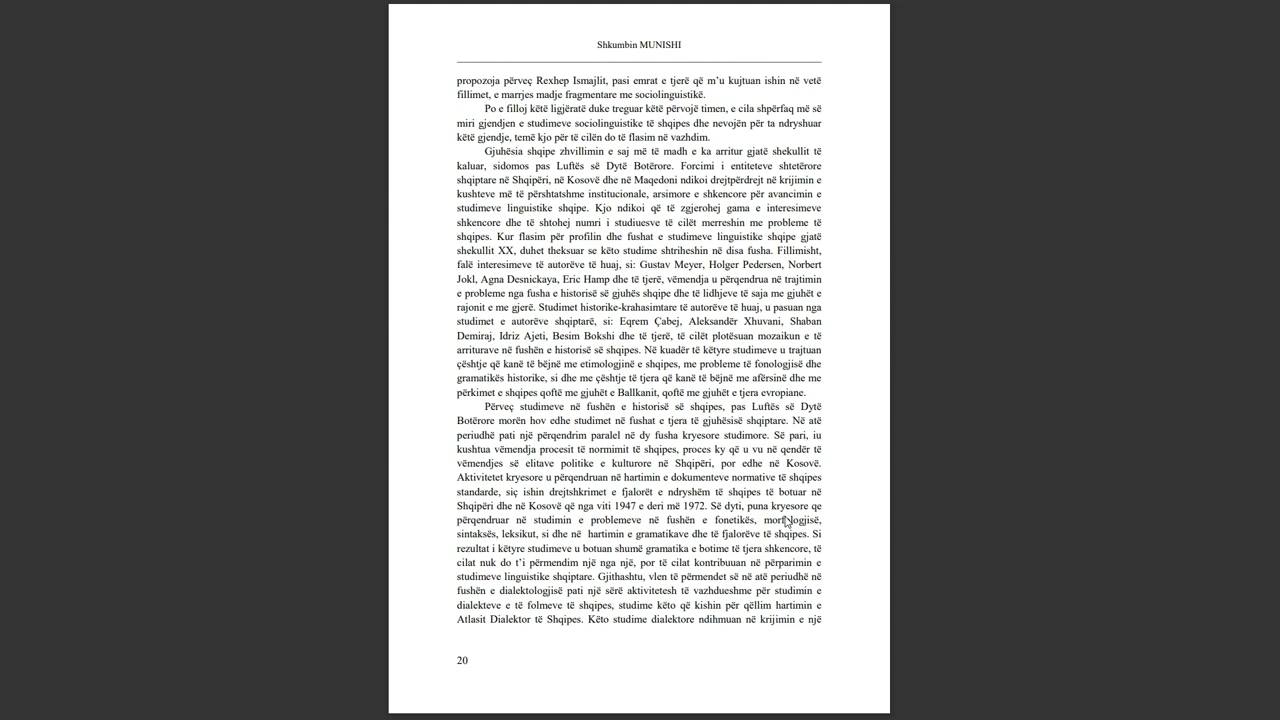 Shkumbin MUNISHI
propozoja përveç Rexhep Ismajlit, pasi emrat e tjerë që m’u kujtuan ishin në vetë
fillimet, e marrjes madje fragmentare me sociolinguistikë.
Po e filloj këtë ligjëratë duke treguar këtë përvojë timen, e cila shpërfaq më së
miri gjendjen e studimeve sociolinguistike të shqipes dhe nevojën për ta ndryshuar
këtë gjendje, temë kjo për të cilën do të flasim në vazhdim.
Gjuhësia shqipe zhvillimin e saj më të madh e ka arritur gjatë shekullit të
kaluar, sidomos pas Luftës së Dytë Botërore. Forcimi i entiteteve shtetërore
shqiptare në Shqipëri, në Kosovë dhe në Maqedoni ndikoi drejtpërdrejt në krijimin e
kushteve më të përshtatshme institucionale, arsimore e shkencore për avancimin e
studimeve linguistike shqipe. Kjo ndikoi që të zgjerohej gama e interesimeve
shkencore dhe të shtohej numri i studiuesve të cilët merreshin me probleme të
shqipes. Kur flasim për profilin dhe fushat e studimeve linguistike shqipe gjatë
shekullit XX, duhet theksuar se këto studime shtriheshin në disa fusha. Fillimisht,
falë interesimeve të autorëve të huaj, si: Gustav Meyer, Holger Pedersen, Norbert
Jokl, Agna Desnickaya, Eric Hamp dhe të tjerë, vëmendja u përqendrua në trajtimin
e probleme nga fusha e historisë së gjuhës shqipe dhe të lidhjeve të saja me gjuhët e
rajonit e me gjerë. Studimet historike-krahasimtare të autorëve të huaj, u pasuan nga
studimet e autorëve shqiptarë, si: Eqrem Çabej, Aleksandër Xhuvani, Shaban
Demiraj, Idriz Ajeti, Besim Bokshi dhe të tjerë, të cilët plotësuan mozaikun e të
arriturave në fushën e historisë së shqipes. Në kuadër të këtyre studimeve u trajtuan
çështje që kanë të bëjnë me etimologjinë e shqipes, me probleme të fonologjisë dhe
gramatikës historike, si dhe me çështje të tjera që kanë të bëjnë me afërsinë dhe me
përkimet e shqipes qoftë me gjuhët e Ballkanit, qoftë me gjuhët e tjera evropiane.
Përveç studimeve në fushën e historisë së shqipes, pas Luftës së Dytë
Botërore morën hov edhe studimet në fushat e tjera të gjuhësisë shqiptare. Në atë
periudhë pati një përqendrim paralel në dy fusha kryesore studimore. Së pari, iu
kushtua vëmendja procesit të normimit të shqipes, proces ky që u vu në qendër të
vëmendjes së elitave politike e kulturore në Shqipëri, por edhe në Kosovë.
Aktivitetet kryesore u përqendruan në hartimin e dokumenteve normative të shqipes
standarde, siç ishin drejtshkrimet e fjalorët e ndryshëm të shqipes të botuar në
Shqipëri dhe në Kosovë që nga viti 1947 e deri më 1972. Së dyti, puna kryesore qe
përqendruar në studimin e problemeve në fushën e fonetikës, morfologjisë,
sintaksës, leksikut, si dhe në hartimin e gramatikave dhe të fjalorëve të shqipes. Si
rezultat i këtyre studimeve u botuan shumë gramatika e botime të tjera shkencore, të
cilat nuk do t’i përmendim një nga një, por të cilat kontribuuan në përparimin e
studimeve linguistike shqiptare. Gjithashtu, vlen të përmendet së në atë periudhë në
fushën e dialektologjisë pati një sërë aktivitetesh të vazhdueshme për studimin e
dialekteve e të folmeve të shqipes, studime këto që kishin për qëllim hartimin e
Atlasit Dialektor të Shqipes. Këto studime dialektore ndihmuan në krijimin e një
20